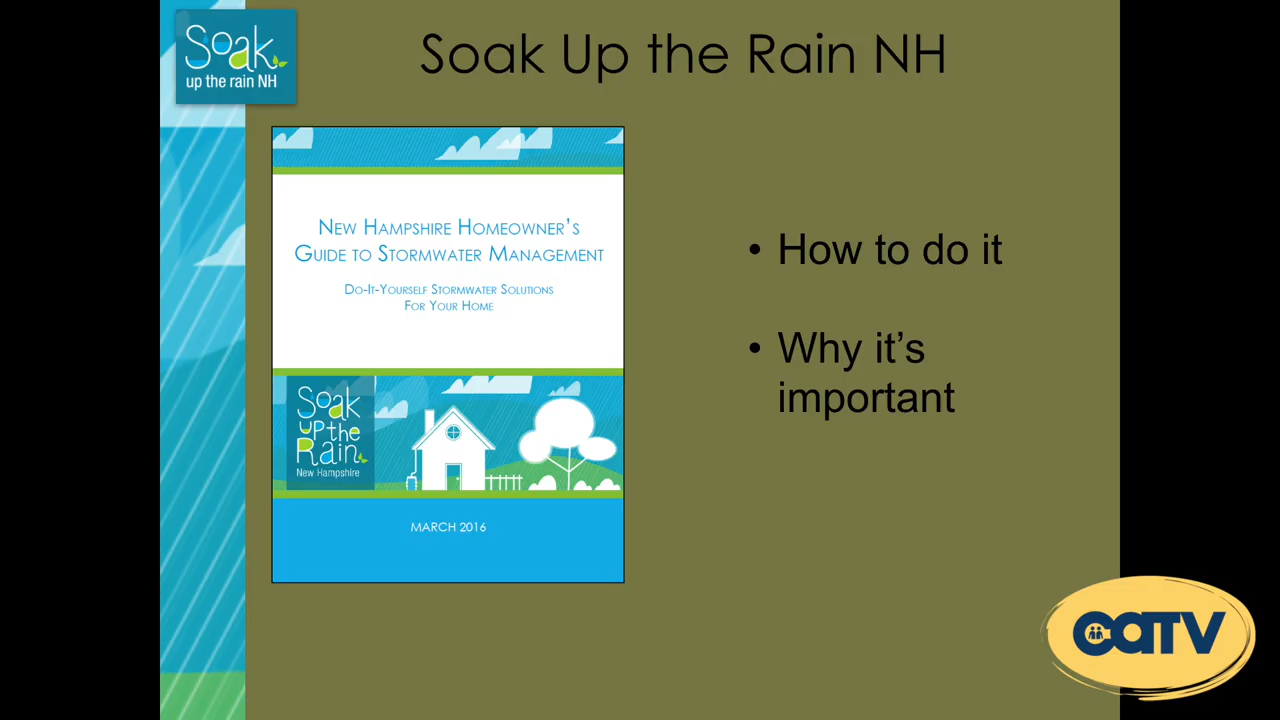 Soak
up the rain NH
Soak Up the Rain NH
New Hampshire Homeowner's
Guide to Stormwater Management
Do-It-Yourself Stormwater Solutions
For Your Home
Soak
up the
Rain
New Hampshire
MARCH 2016
• How to do it
• Why it's
important
CATV